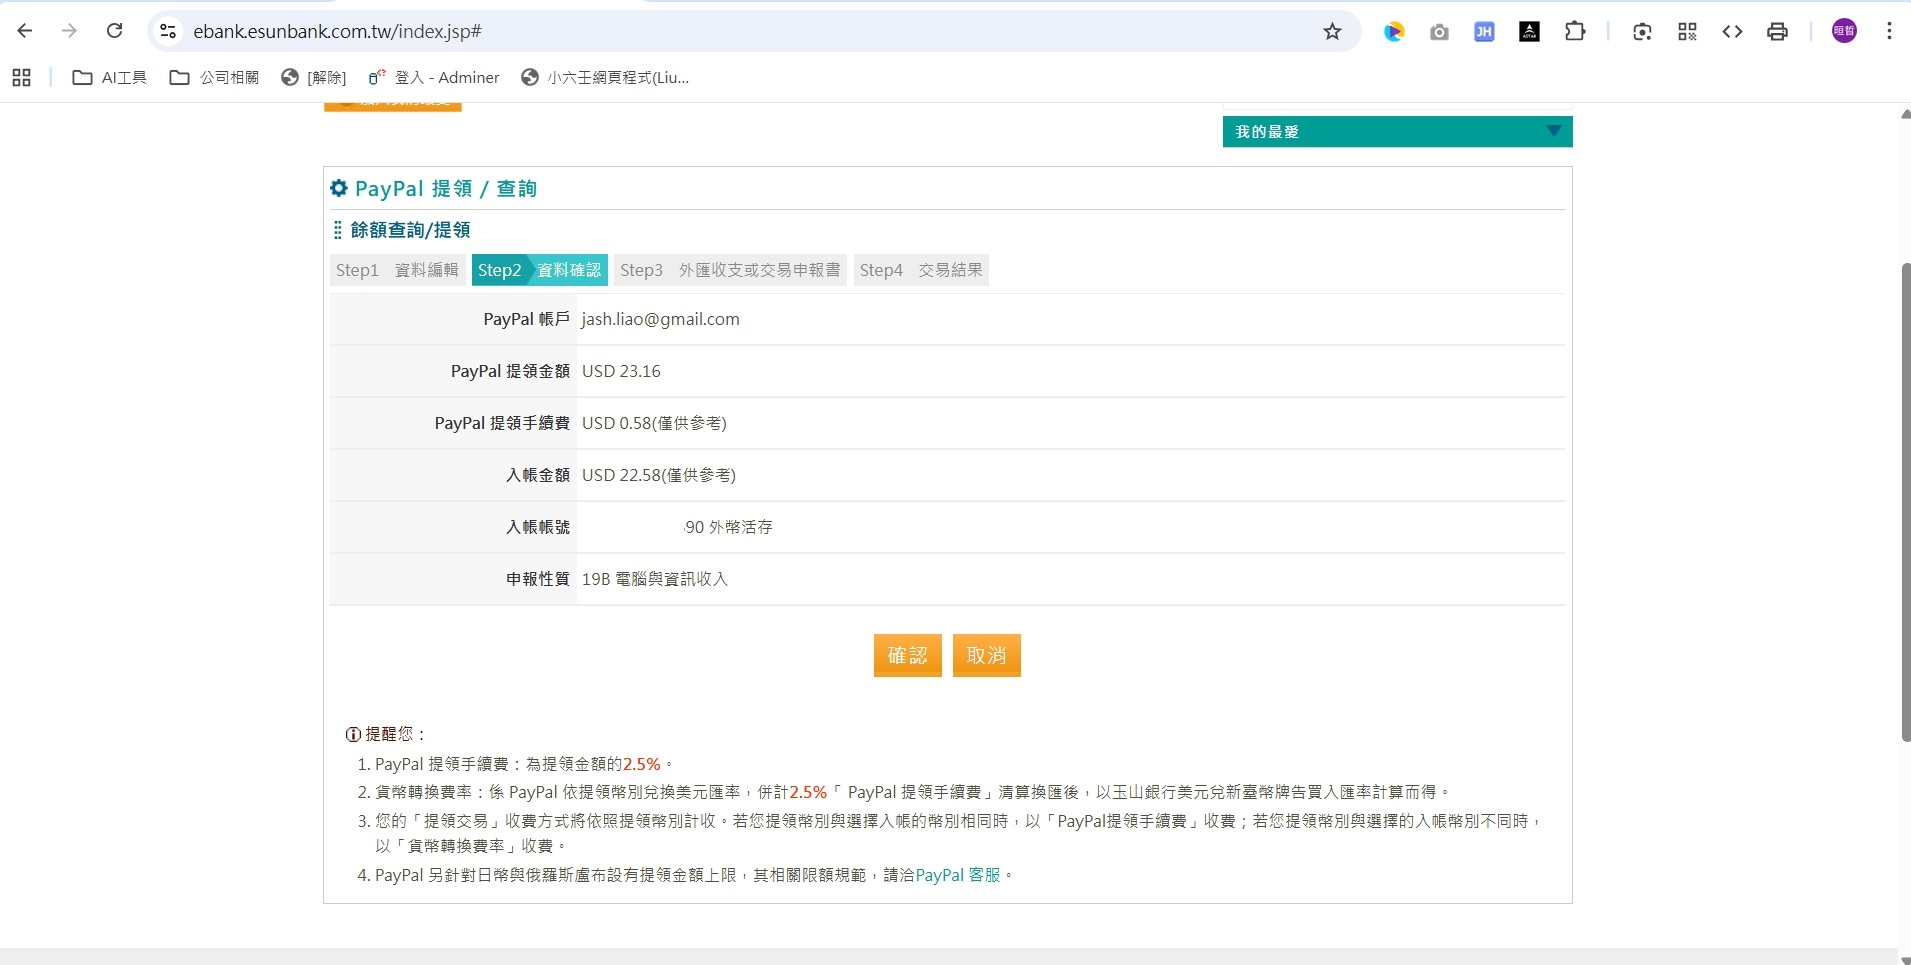 ebank.esunbank.com.tw/index.jsp#
JH
ASTAR
晅晢
AI工具
公司相關
[解除]
登入 - Adminer
小六壬網頁程式(Liu...
我的最愛
PayPal 提領 / 查詢
餘額查詢/提領
Step1 資料編輯
Step2 資料確認
Step3 外匯收支或交易申報書
Step4 交易結果
PayPal 帳戶 jash.liao@gmail.com
PayPal 提領金額 USD 23.16
PayPal 提領手續費 USD 0.58(僅供參考)
入帳金額 USD 22.58(僅供參考)
入帳帳號 90 外幣活存
申報性質 19B 電腦與資訊收入
確認 取消
提醒您：
1. PayPal 提領手續費：為提領金額的2.5%。
2. 貨幣轉換費率：係 PayPal 依提領幣別兌換美元匯率，併計2.5%「 PayPal 提領手續費」清算換匯後，以玉山銀行美元兌新臺幣牌告買入匯率計算而得。
3. 您的「提領交易」收費方式將依照提領幣別計收。若您提領幣別與選擇入帳的幣別相同時，以「PayPal提領手續費」收費；若您提領幣別與選擇的入帳幣別不同時，
以「貨幣轉換費率」收費。
4. PayPal 另針對日幣與俄羅斯盧布設有提領金額上限，其相關限額規範，請洽PayPal 客服。